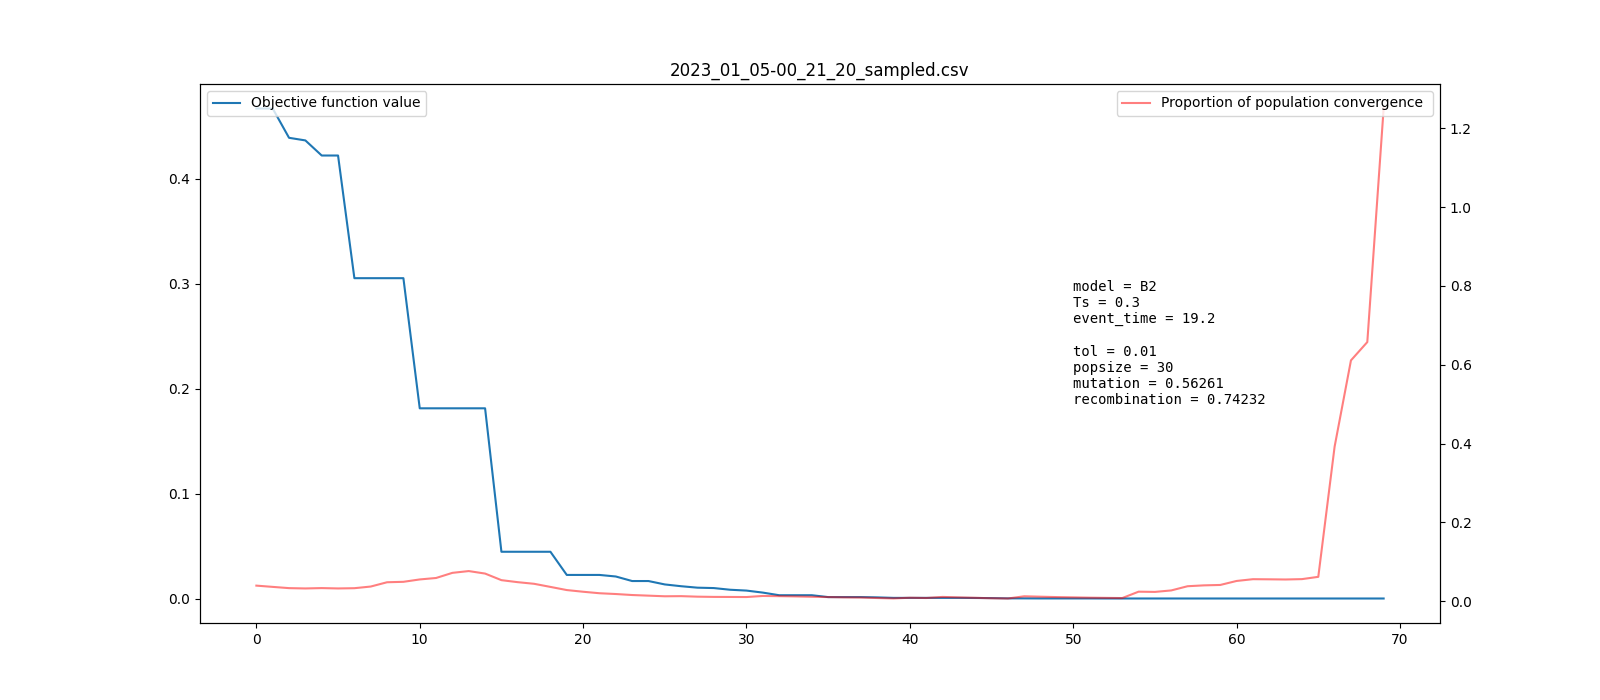 2023_01_05-00_21_20_sampled.csv
Objective function value
Proportion of population convergence
0.4
0.3
0.2
0.1
0.0
1.2
1.0
0.8
0.6
0.4
0.2
0.0
model = B2
Ts = 0.3
event_time = 19.2
tol = 0.01
popsize = 30
mutation = 0.56261
recombination = 0.74232
0 10 20 30 40 50 60 70